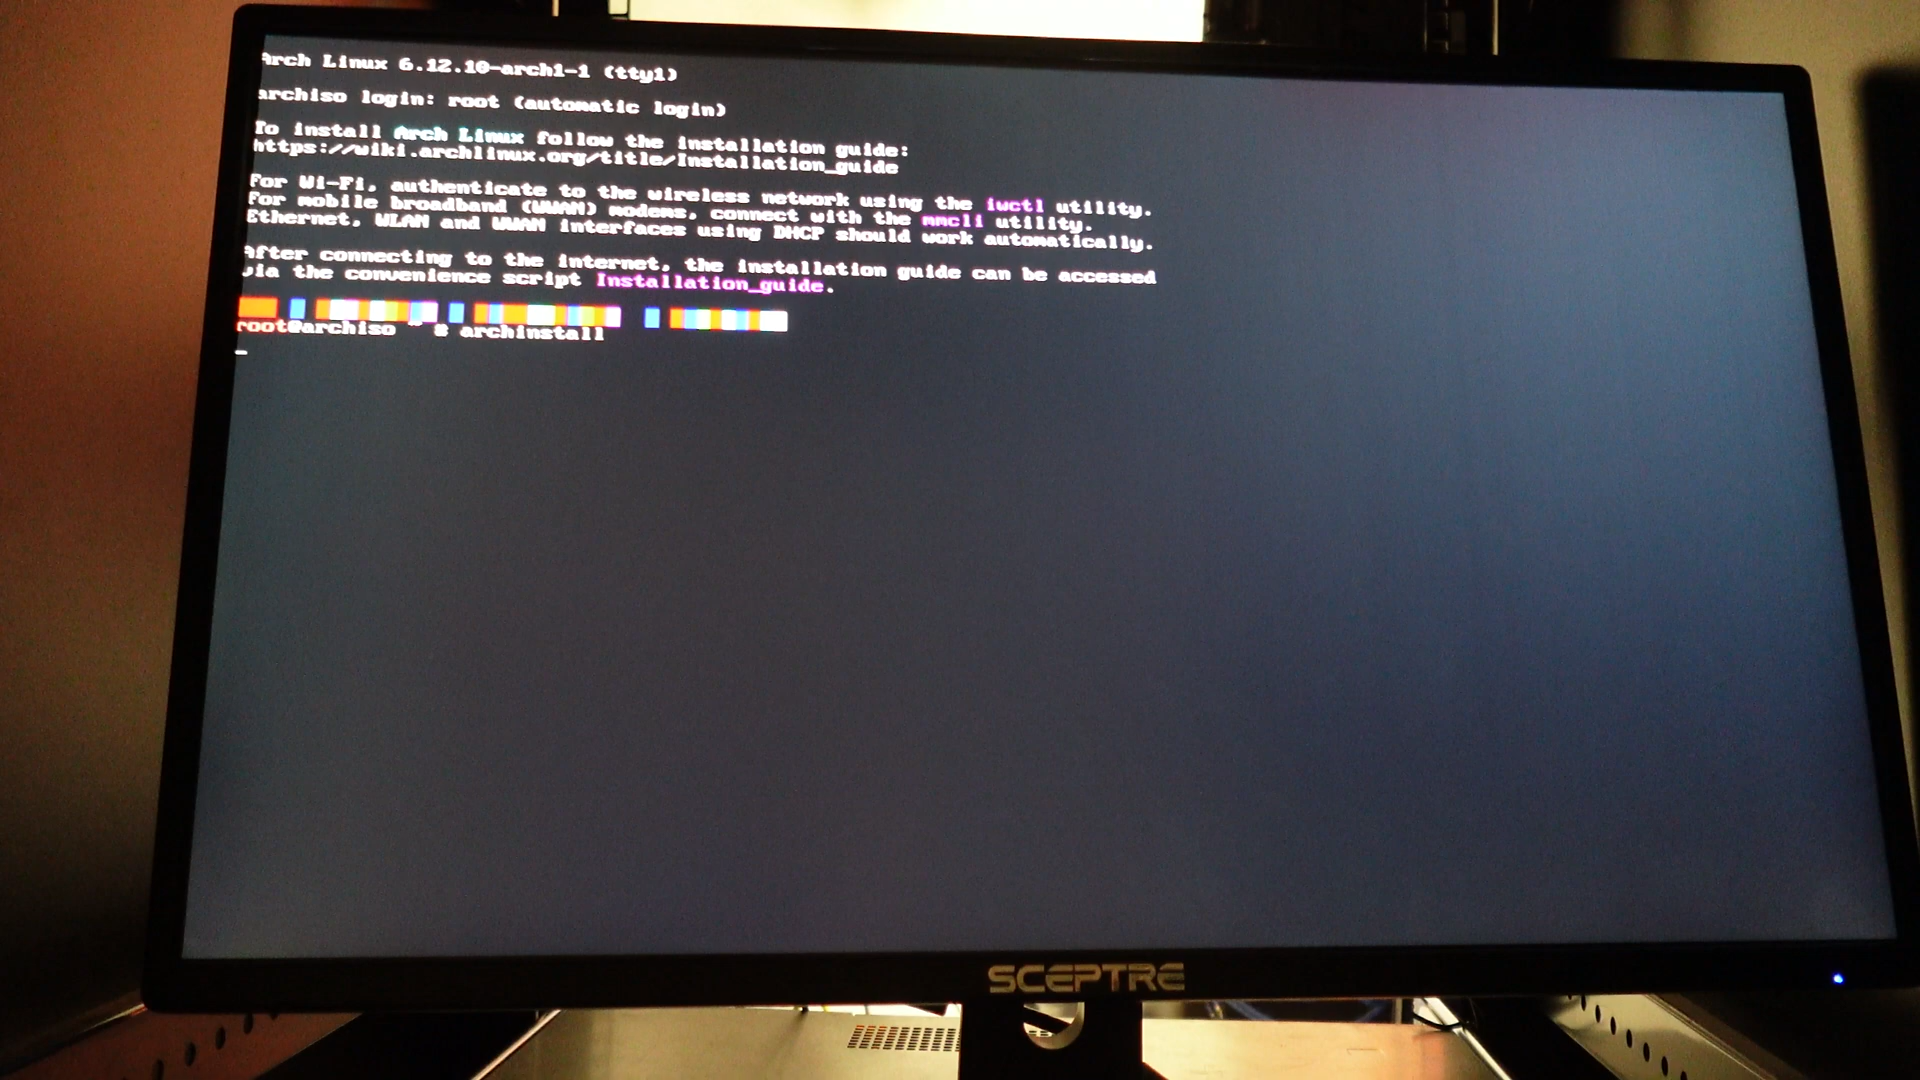 Arch Linux 6.12.10-arch1-1 (tty1)
archiso login: root (automatic login)
To install Arch Linux follow the installation guide:
https://wiki.archlinux.org/title/Installation_guide
For Wi-Fi, authenticate to the wireless network using the iwctl utility.
For mobile broadband (WWAN) modems, connect with the mmcli utility.
Ethernet, WLAN and WWAN interfaces using DHCP should work automatically.
After connecting to the internet, the installation guide can be accessed
via the convenience script Installation_guide.
root@archiso ~ # archinstall
SCEPTRE